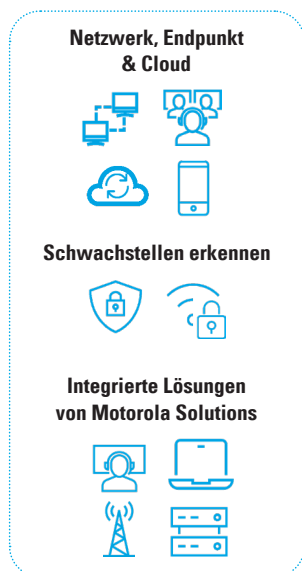 Netzwerk, Endpunkt
& Cloud
Schwachstellen erkennen
Integrierte Lösungen
von Motorola Solutions